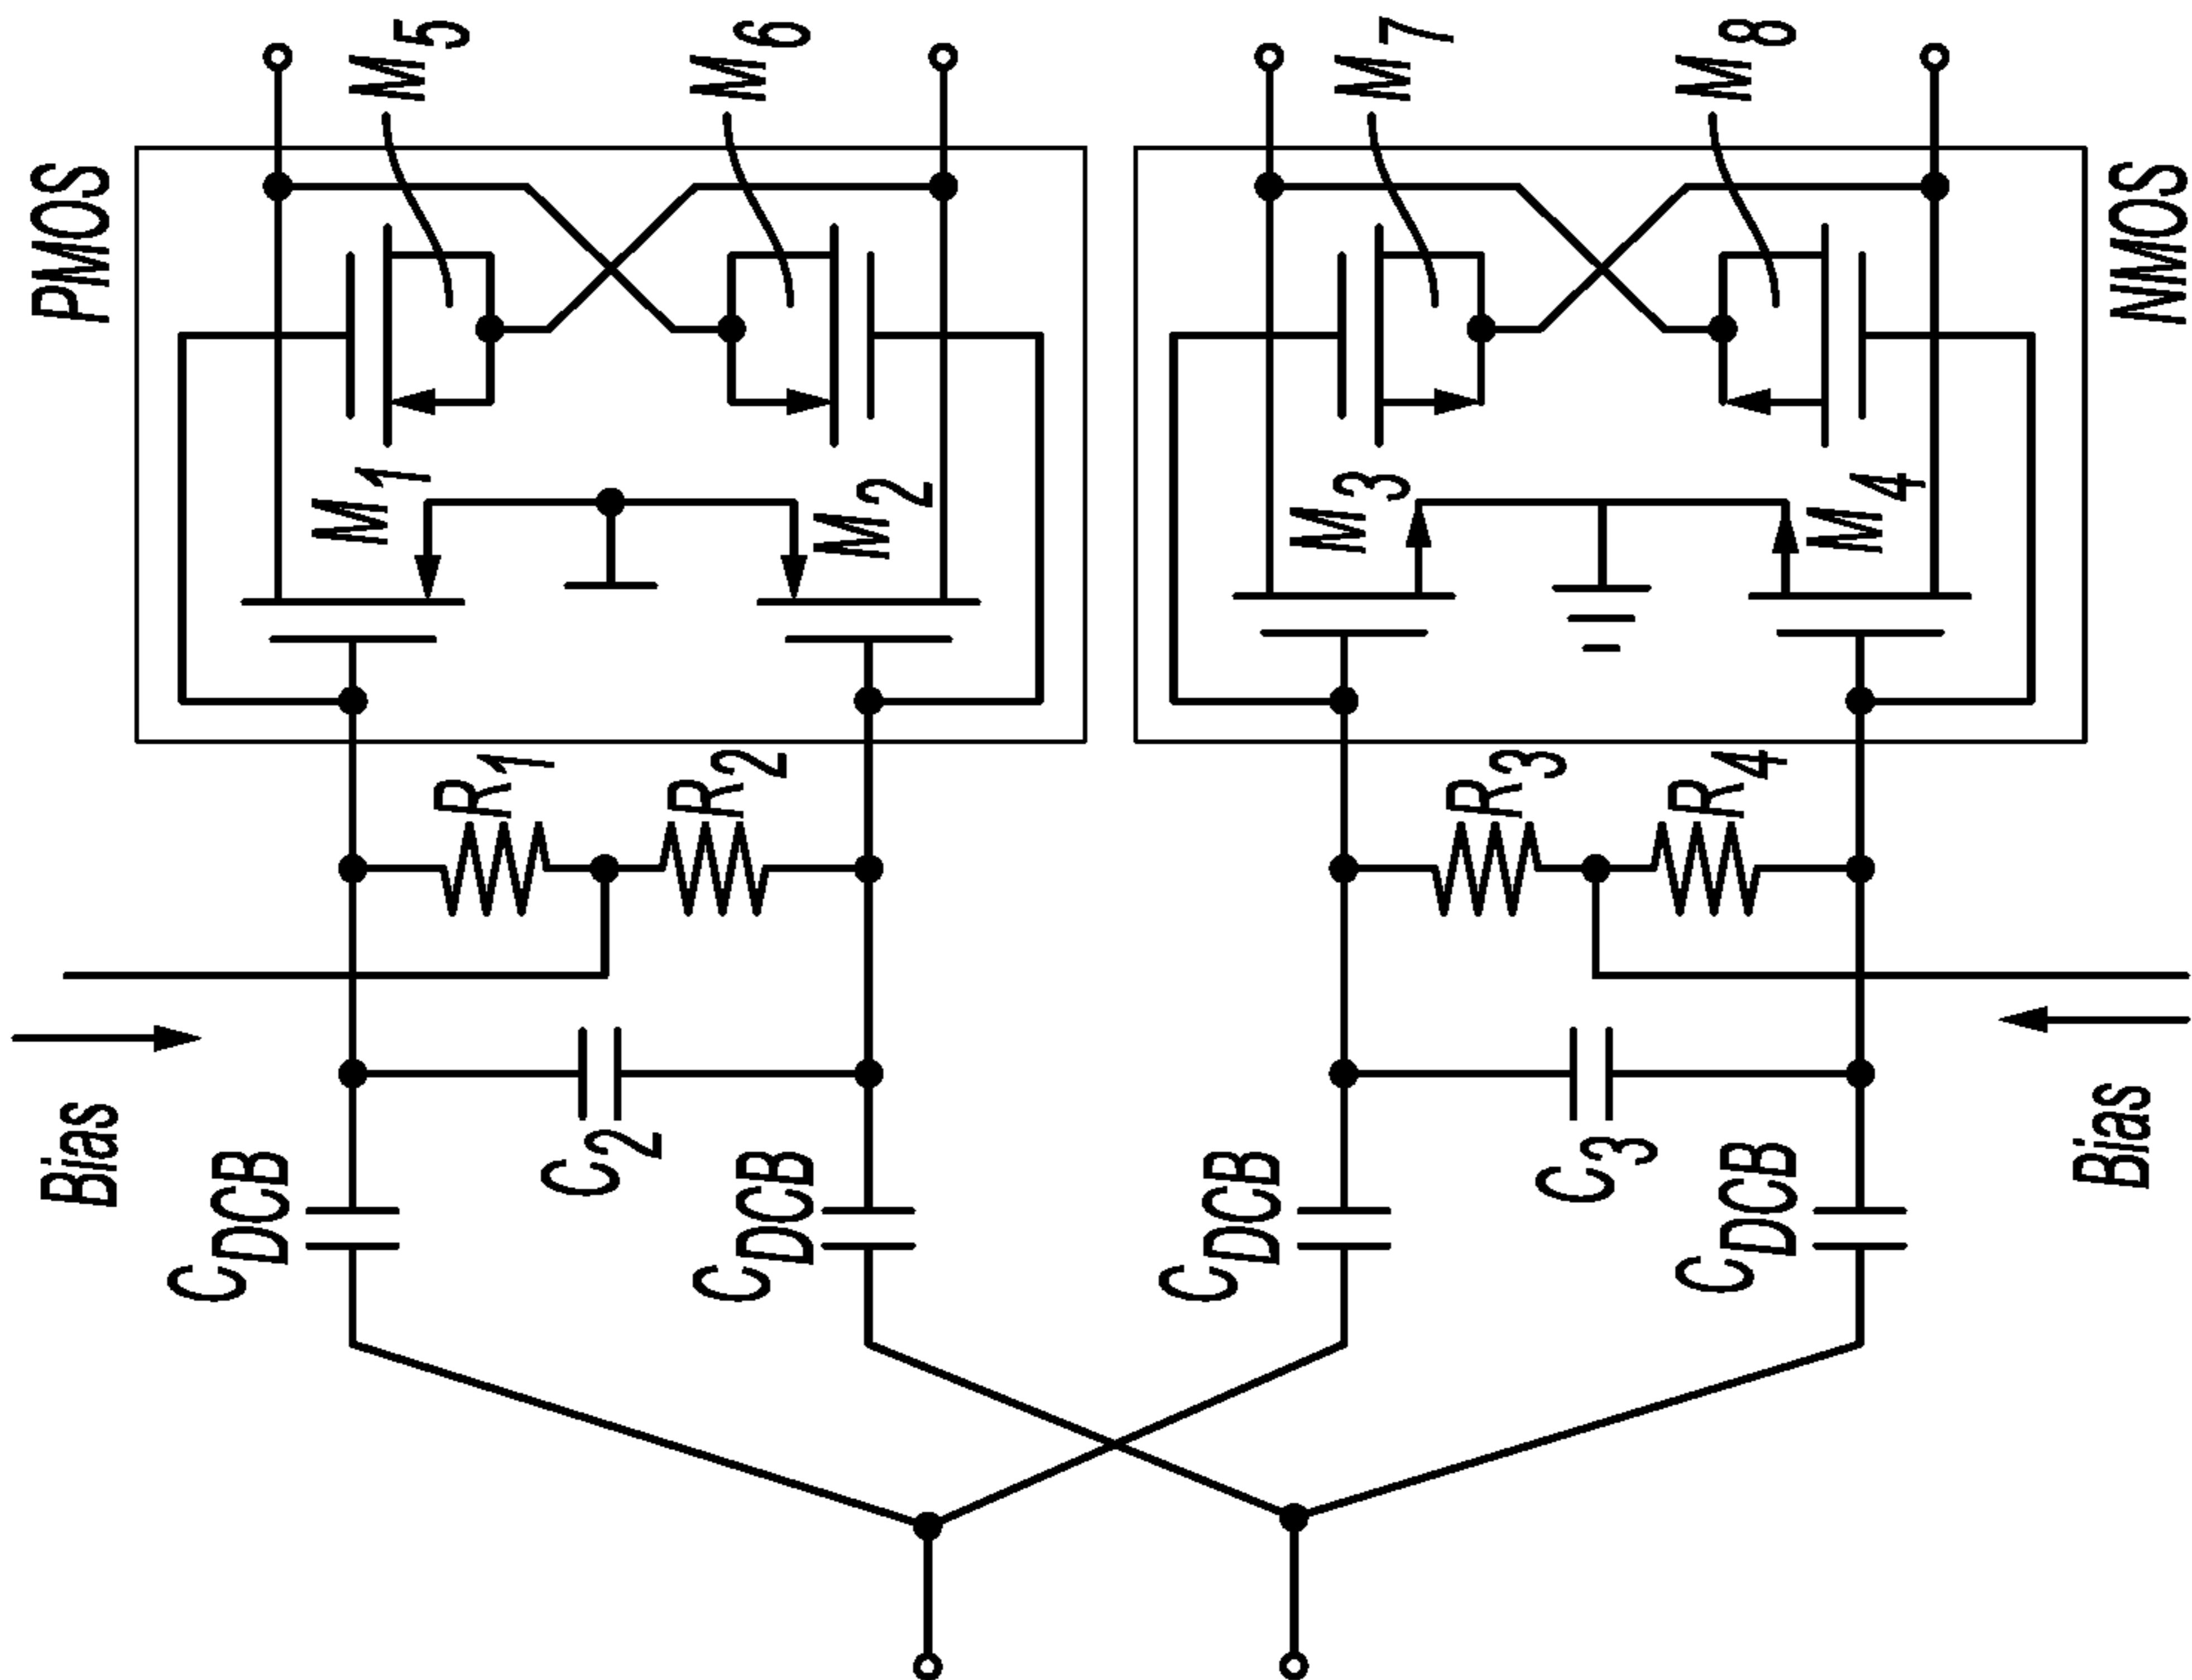 PMOS
M5
M6
M1
M2
R1
R2
Bias
CDCB
C2
CDCB
NMOS
M7
M8
M3
M4
R3
R4
Bias
CDCB
C3
CDCB